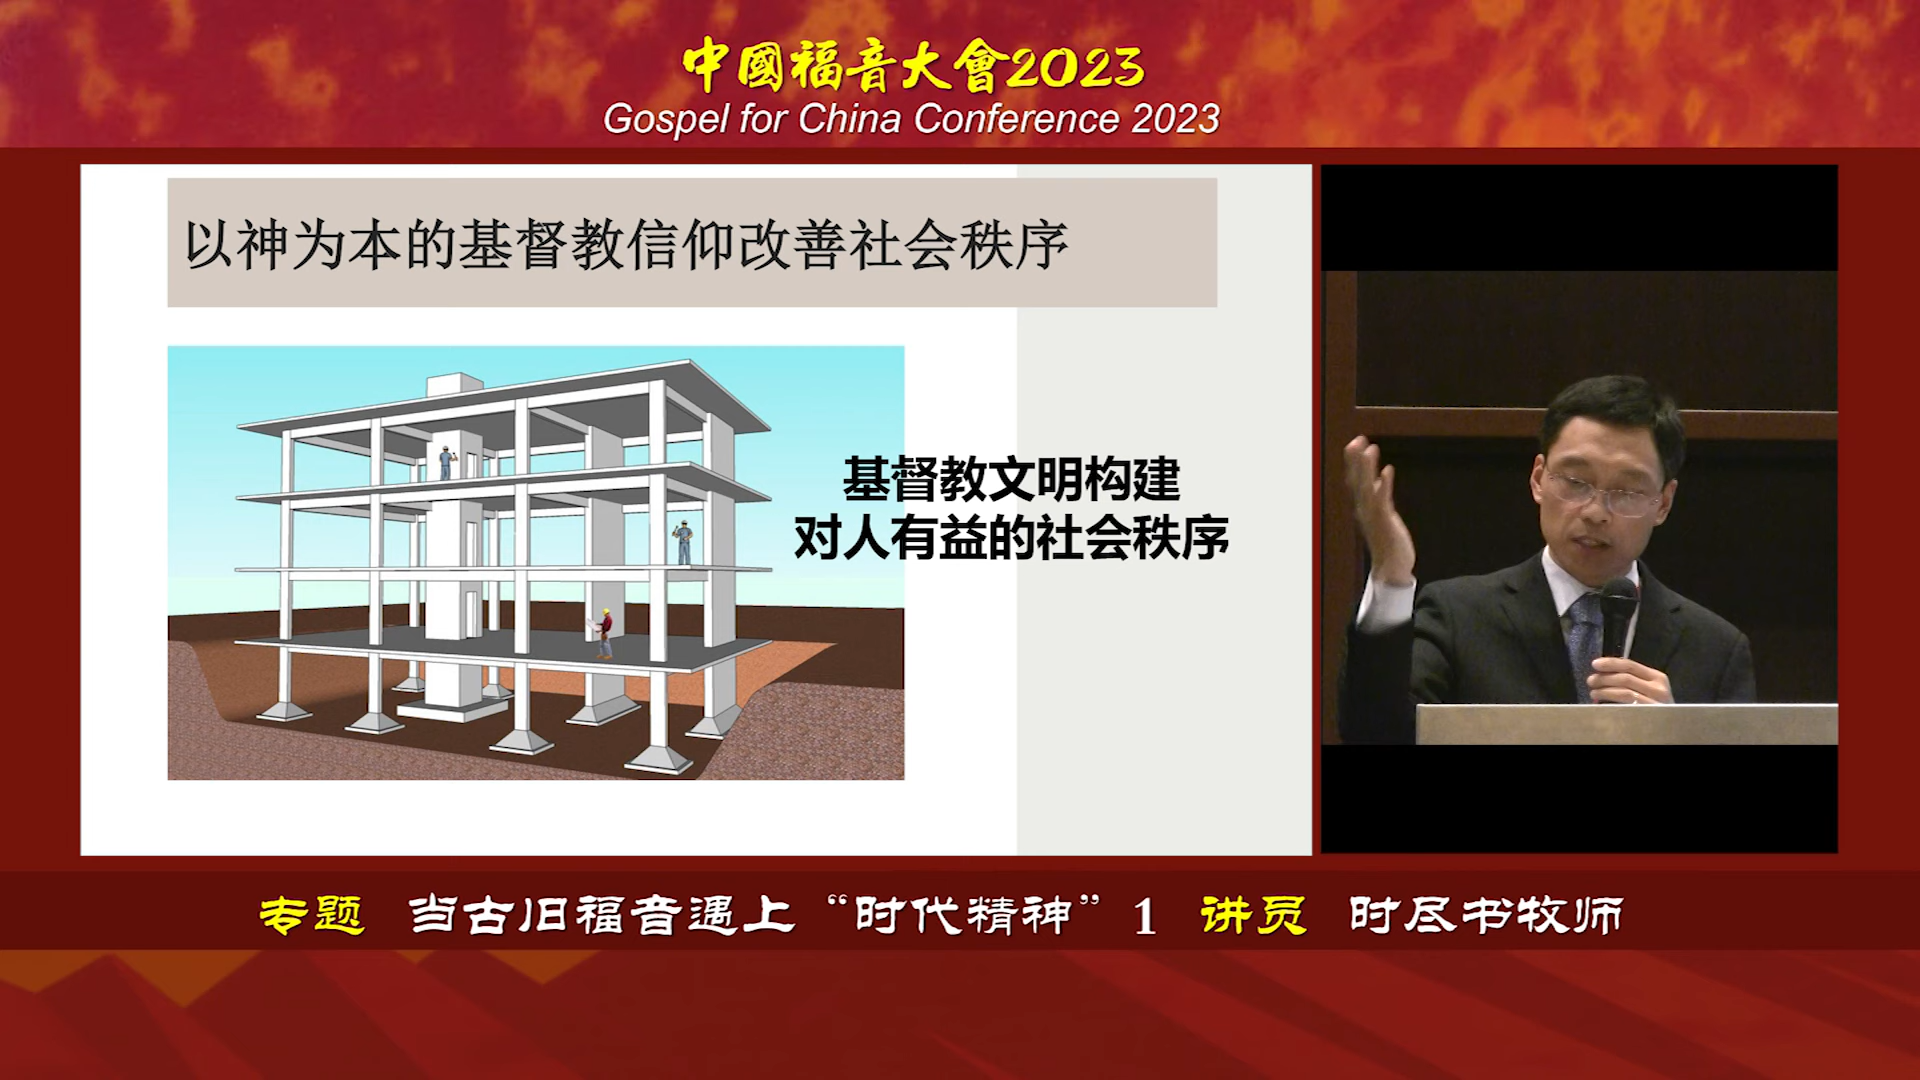 中國福音大會2023
Gospel for China Conference 2023
以神为本的基督教信仰改善社会秩序
基督教文明构建
对人有益的社会秩序
专题 当古旧福音遇上“时代精神”1 讲员 时尽书牧师